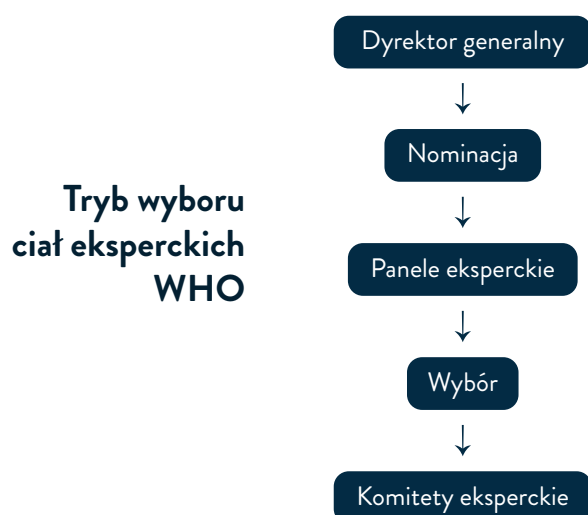 Tryb wyboru
ciał eksperckich
WHO
Dyrektor generalny
Nominacja
Panele eksperckie
Wybór
Komitety eksperckie